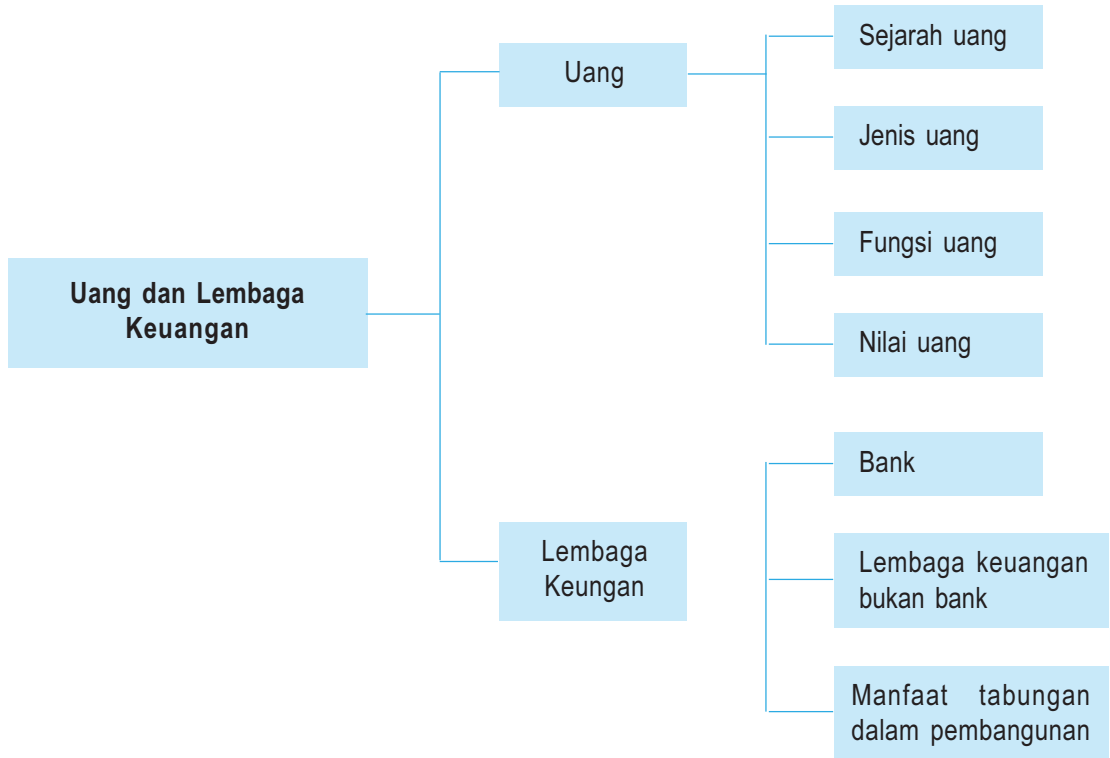 Uang dan Lembaga
Keuangan
Uang
Sejarah uang
Jenis uang
Fungsi uang
Nilai uang
Lembaga
Keungan
Bank
Lembaga keuangan
bukan bank
Manfaat tabungan
dalam pembangunan